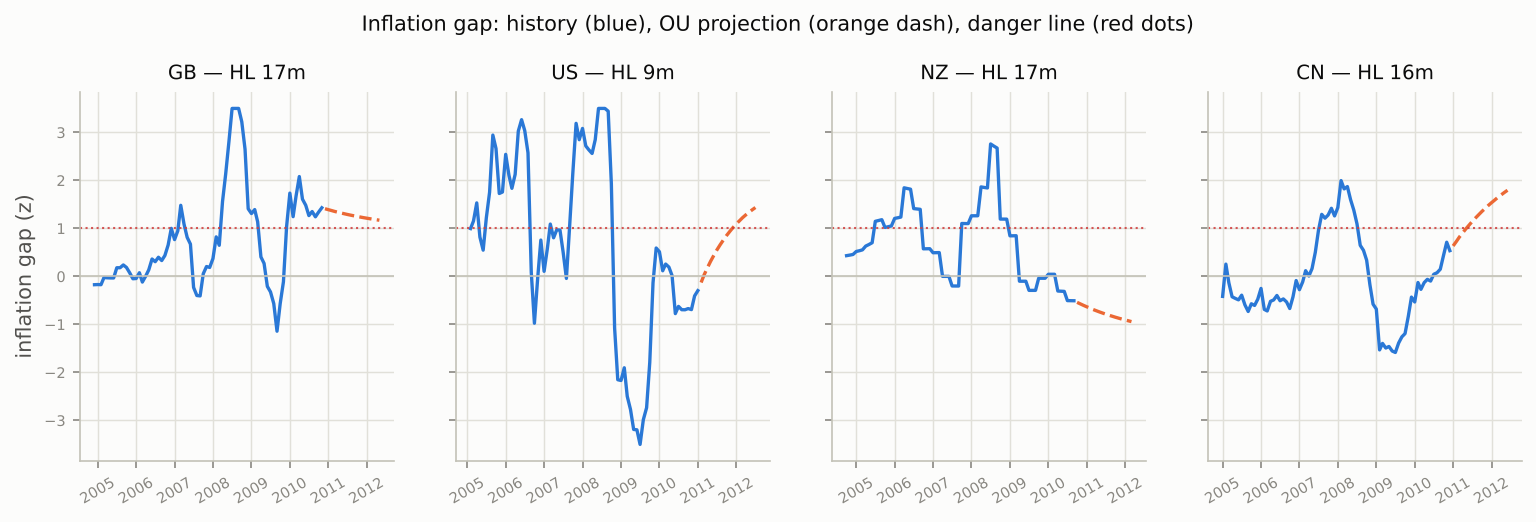 Inflation gap: history (blue), OU projection (orange dash), danger line (red dots)
GB — HL 17m
US — HL 9m
NZ — HL 17m
CN — HL 16m
inflation gap (z)
3
2
1
0
−1
−2
−3
2005 2006 2007 2008 2009 2010 2011 2012
2005 2006 2007 2008 2009 2010 2011 2012
2005 2006 2007 2008 2009 2010 2011 2012
2005 2006 2007 2008 2009 2010 2011 2012